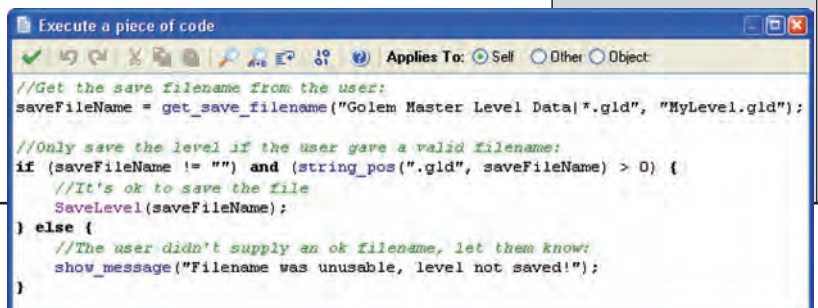 Execute a piece of code
Applies To: Self Other Object
//Get the save filename from the user:
saveFileName = get_save_filename("Golem Master Level Data|*.gld", "MyLevel.gld");
//Only save the level if the user gave a valid filename:
if (saveFileName != "") and (string_pos(".gld", saveFileName) > 0) {
//It's ok to save the file
SaveLevel(saveFileName);
} else {
//The user didn't supply an ok filename, let them know:
show_message("Filename was unusable, level not saved!");
}